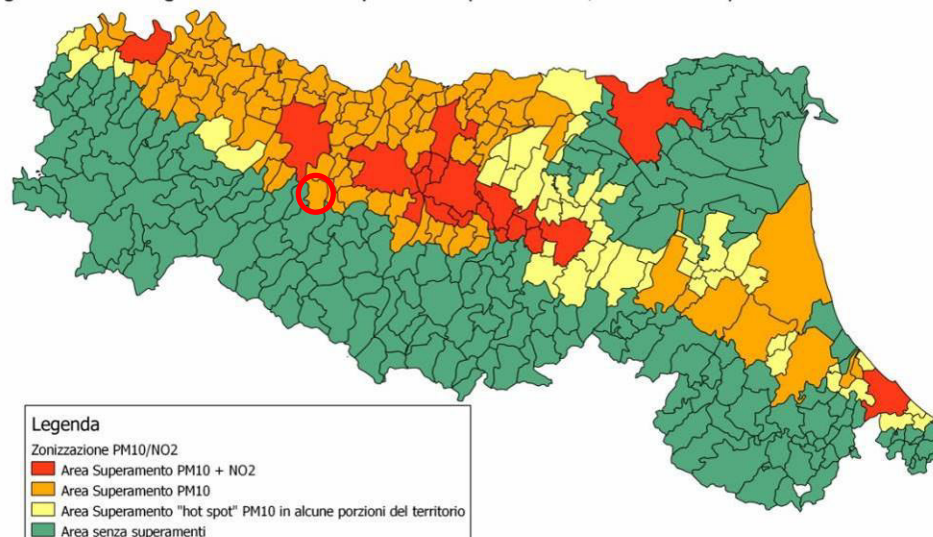 Legenda
Zonizzazione PM10/NO2
Area Superamento PM10 + NO2
Area Superamento PM10
Area Superamento "hot spot" PM10 in alcune porzioni del territorio
Area senza superamenti